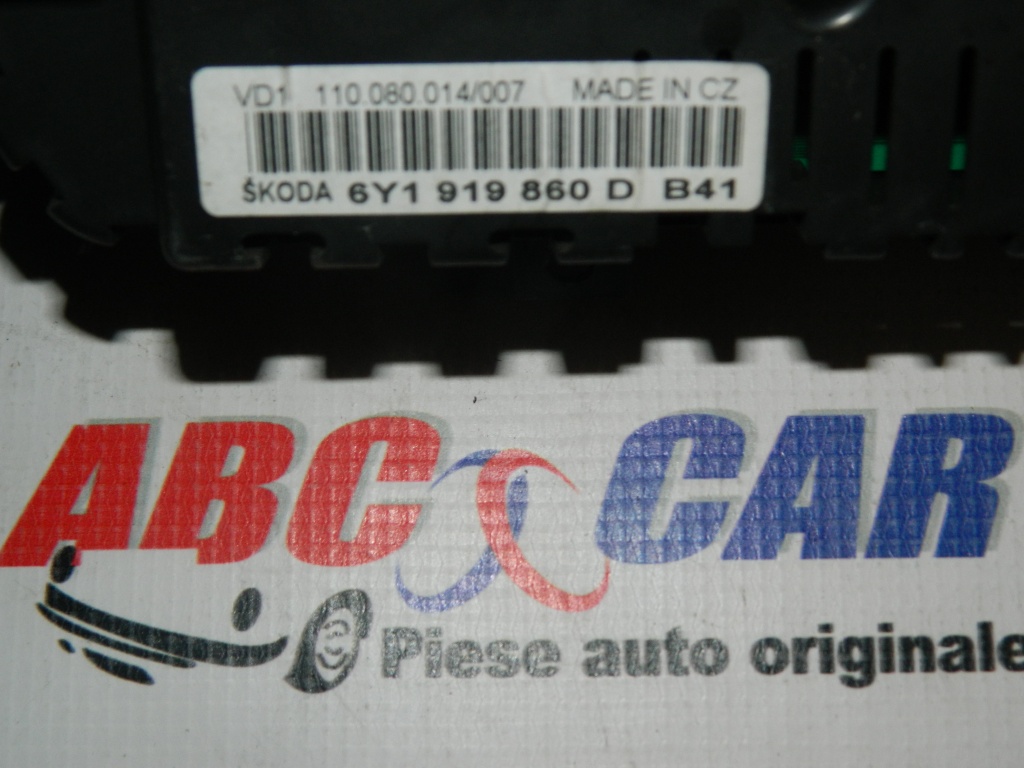 VD1 110.080.014/007 MADE IN CZ
ŠKODA 6Y1 919 860 D B41
ABC CAR
Piese auto originale